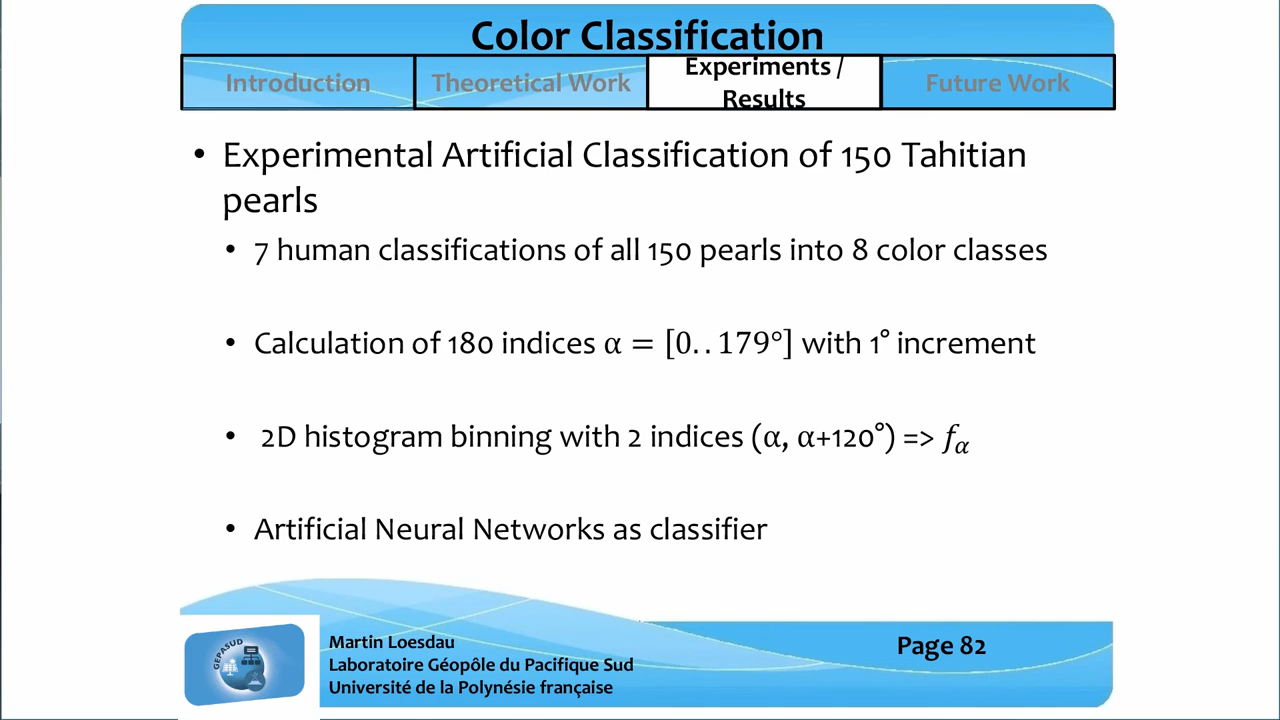 Color Classification
Introduction
Theoretical Work
Experiments /
Results
Future Work
• Experimental Artificial Classification of 150 Tahitian
pearls
• 7 human classifications of all 150 pearls into 8 color classes
• Calculation of 180 indices α = [0. . 179°] with 1° increment
• 2D histogram binning with 2 indices (α, α+120°) => fα
• Artificial Neural Networks as classifier
GEPASUD
Martin Loesdau
Laboratoire Géopôle du Pacifique Sud
Université de la Polynésie française
Page 82